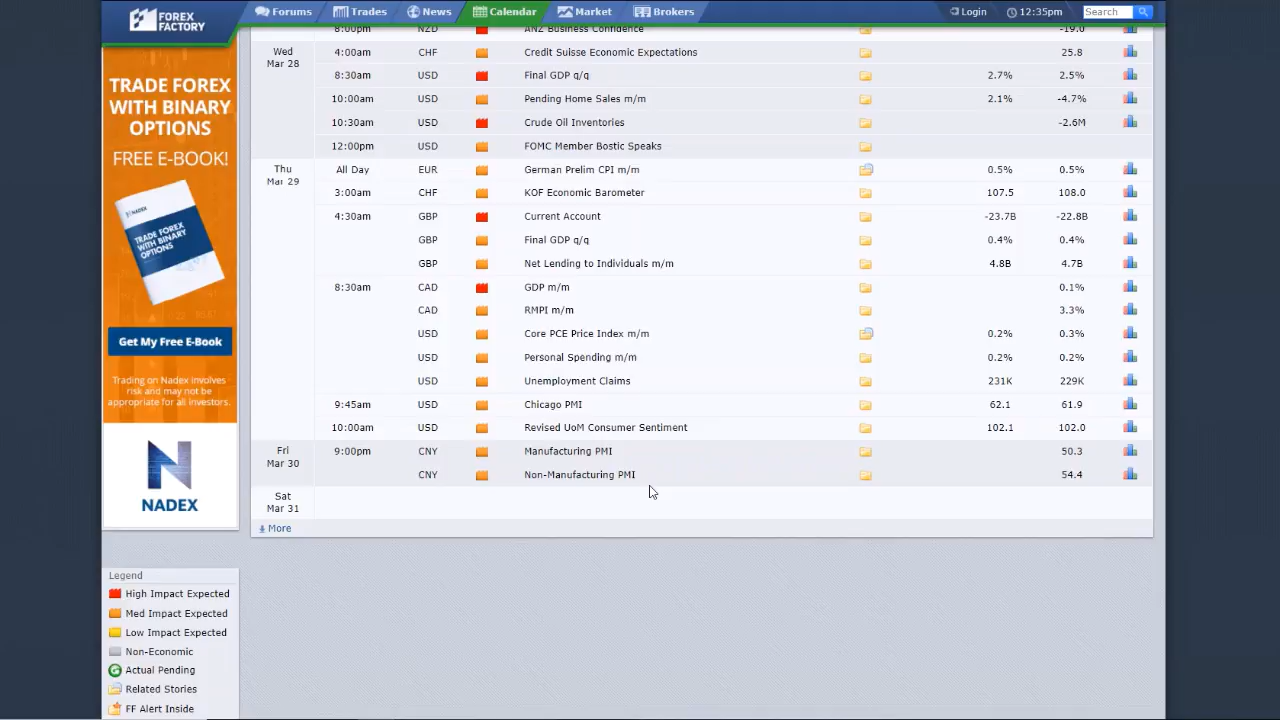 FOREX FACTORY
Forums Trades News Calendar Market Brokers Login 12:35pm Search
8:00pm NZD ANZ Business Confidence -19.0
Wed Mar 28 4:00am CHF Credit Suisse Economic Expectations 25.8
8:30am USD Final GDP q/q 2.7% 2.5%
10:00am USD Pending Home Sales m/m 2.1% -4.7%
10:30am USD Crude Oil Inventories -2.6M
12:00pm USD FOMC Member Bostic Speaks
Thu Mar 29 All Day EUR German Prelim CPI m/m 0.5% 0.5%
3:00am CHF KOF Economic Barometer 107.5 108.0
4:30am GBP Current Account -23.7B -22.8B
GBP Final GDP q/q 0.4% 0.4%
GBP Net Lending to Individuals m/m 4.8B 4.7B
8:30am CAD GDP m/m 0.1%
CAD RMPI m/m 3.3%
USD Core PCE Price Index m/m 0.2% 0.3%
USD Personal Spending m/m 0.2% 0.2%
USD Unemployment Claims 231K 229K
9:45am USD Chicago PMI 62.1 61.9
10:00am USD Revised UoM Consumer Sentiment 102.1 102.0
Fri Mar 30 9:00pm CNY Manufacturing PMI 50.3
CNY Non-Manufacturing PMI 54.4
Sat Mar 31
More
TRADE FOREX
WITH BINARY
OPTIONS
FREE E-BOOK!
NADEX
TRADE FOREX
WITH BINARY
OPTIONS
Get My Free E-Book
Trading on Nadex involves
risk and may not be
appropriate for all investors.
N
NADEX
Legend
High Impact Expected
Med Impact Expected
Low Impact Expected
Non-Economic
Actual Pending
Related Stories
FF Alert Inside